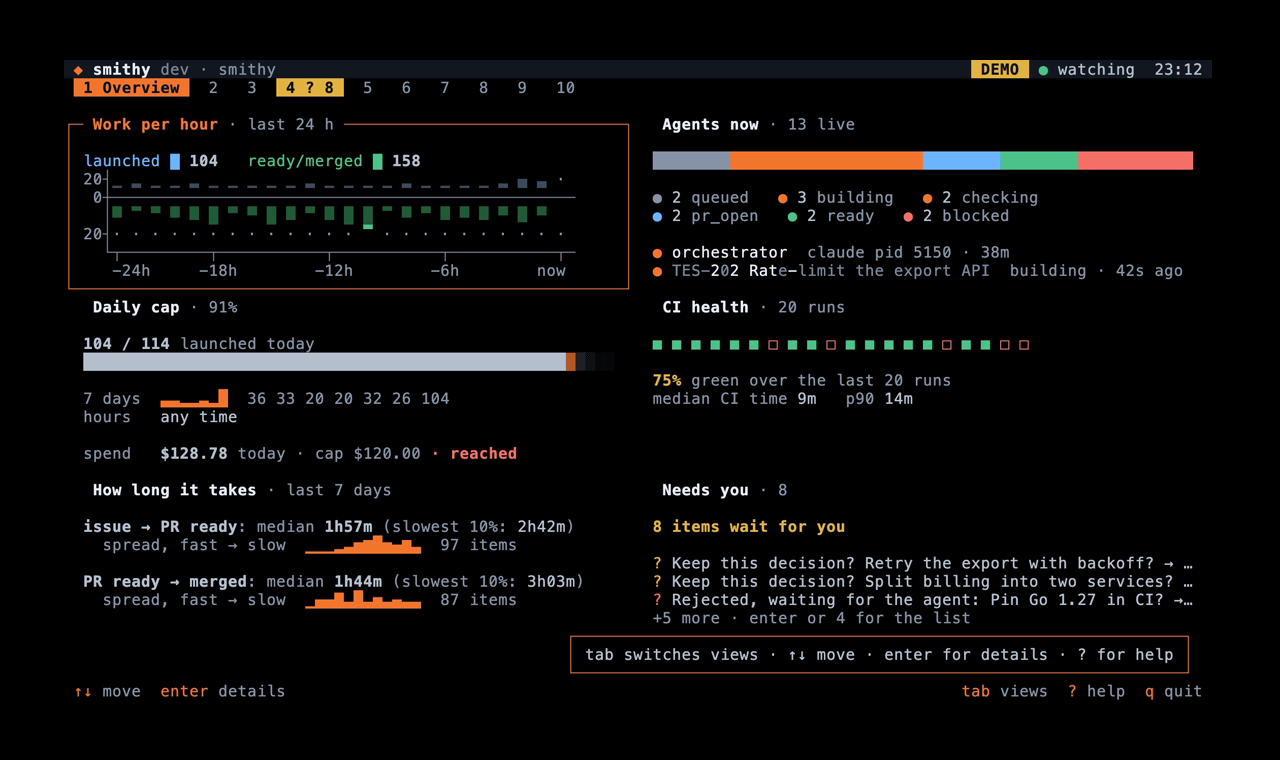 ◆ smithy dev · smithy
DEMO ● watching 23:12
1 Overview 2 3 4 ? 8 5 6 7 8 9 10
Work per hour · last 24 h
launched 104 ready/merged 158
20
0
20
−24h −18h −12h −6h now
Agents now · 13 live
● 2 queued ● 3 building ● 2 checking
● 2 pr_open ● 2 ready ● 2 blocked
● orchestrator claude pid 5150 · 38m
● TES−202 Rate−limit the export API building · 42s ago
Daily cap · 91%
104 / 114 launched today
7 days 36 33 20 20 32 26 104
hours any time
spend $128.78 today · cap $120.00 · reached
CI health · 20 runs
75% green over the last 20 runs
median CI time 9m p90 14m
How long it takes · last 7 days
issue → PR ready: median 1h57m (slowest 10%: 2h42m)
spread, fast → slow 97 items
PR ready → merged: median 1h44m (slowest 10%: 3h03m)
spread, fast → slow 87 items
Needs you · 8
8 items wait for you
? Keep this decision? Retry the export with backoff? → …
? Keep this decision? Split billing into two services? …
? Rejected, waiting for the agent: Pin Go 1.27 in CI? →…
+5 more · enter or 4 for the list
tab switches views · ↑↓ move · enter for details · ? for help
↑↓ move enter details
tab views ? help q quit